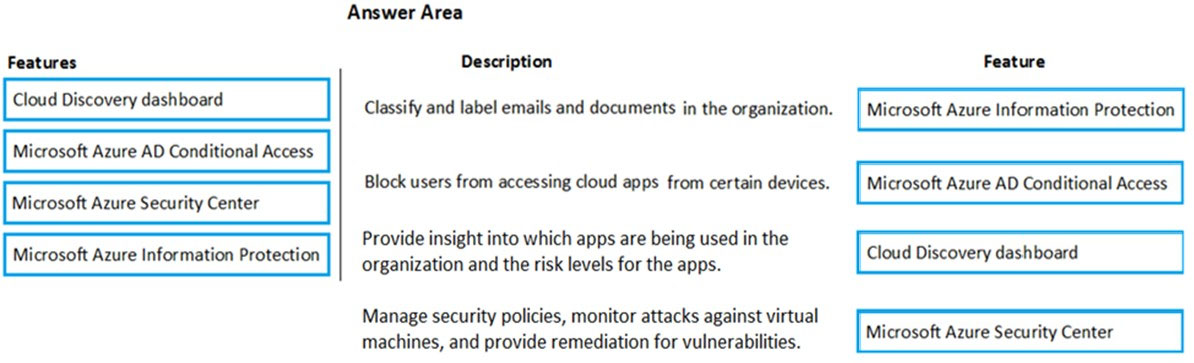 Answer Area
Features
Cloud Discovery dashboard
Microsoft Azure AD Conditional Access
Microsoft Azure Security Center
Microsoft Azure Information Protection
Description
Classify and label emails and documents in the organization.
Block users from accessing cloud apps from certain devices.
Provide insight into which apps are being used in the
organization and the risk levels for the apps.
Manage security policies, monitor attacks against virtual
machines, and provide remediation for vulnerabilities.
Feature
Microsoft Azure Information Protection
Microsoft Azure AD Conditional Access
Cloud Discovery dashboard
Microsoft Azure Security Center